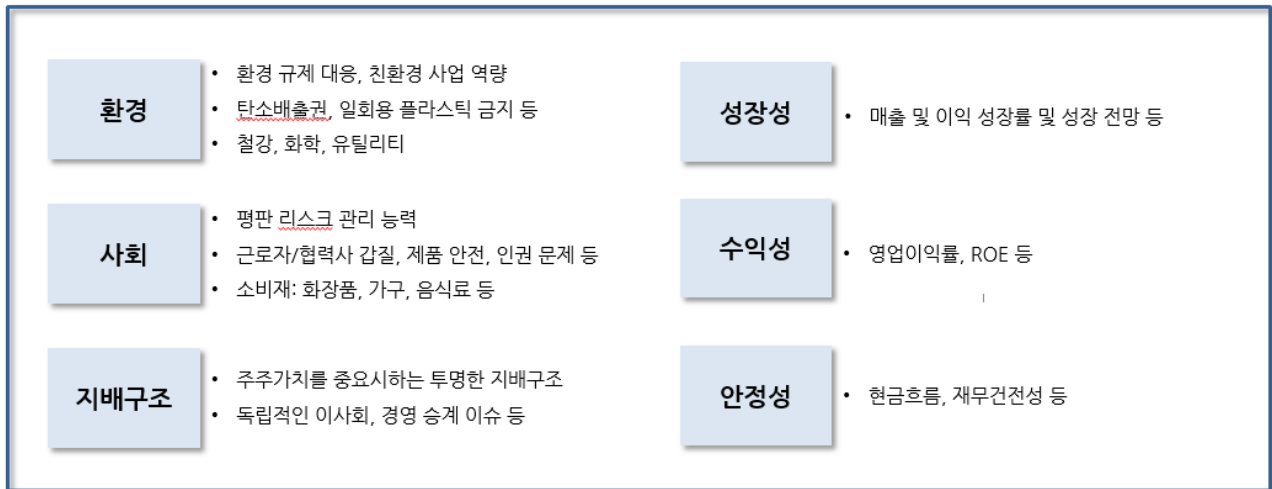 환경
• 환경 규제 대응, 친환경 사업 역량
• 탄소배출권, 일회용 플라스틱 금지 등
• 철강, 화학, 유틸리티
사회
• 평판 리스크 관리 능력
• 근로자/협력사 갑질, 제품 안전, 인권 문제 등
• 소비재: 화장품, 가구, 음식료 등
지배구조
• 주주가치를 중요시하는 투명한 지배구조
• 독립적인 이사회, 경영 승계 이슈 등
성장성
• 매출 및 이익 성장률 및 성장 전망 등
수익성
• 영업이익률, ROE 등
안정성
• 현금흐름, 재무건전성 등